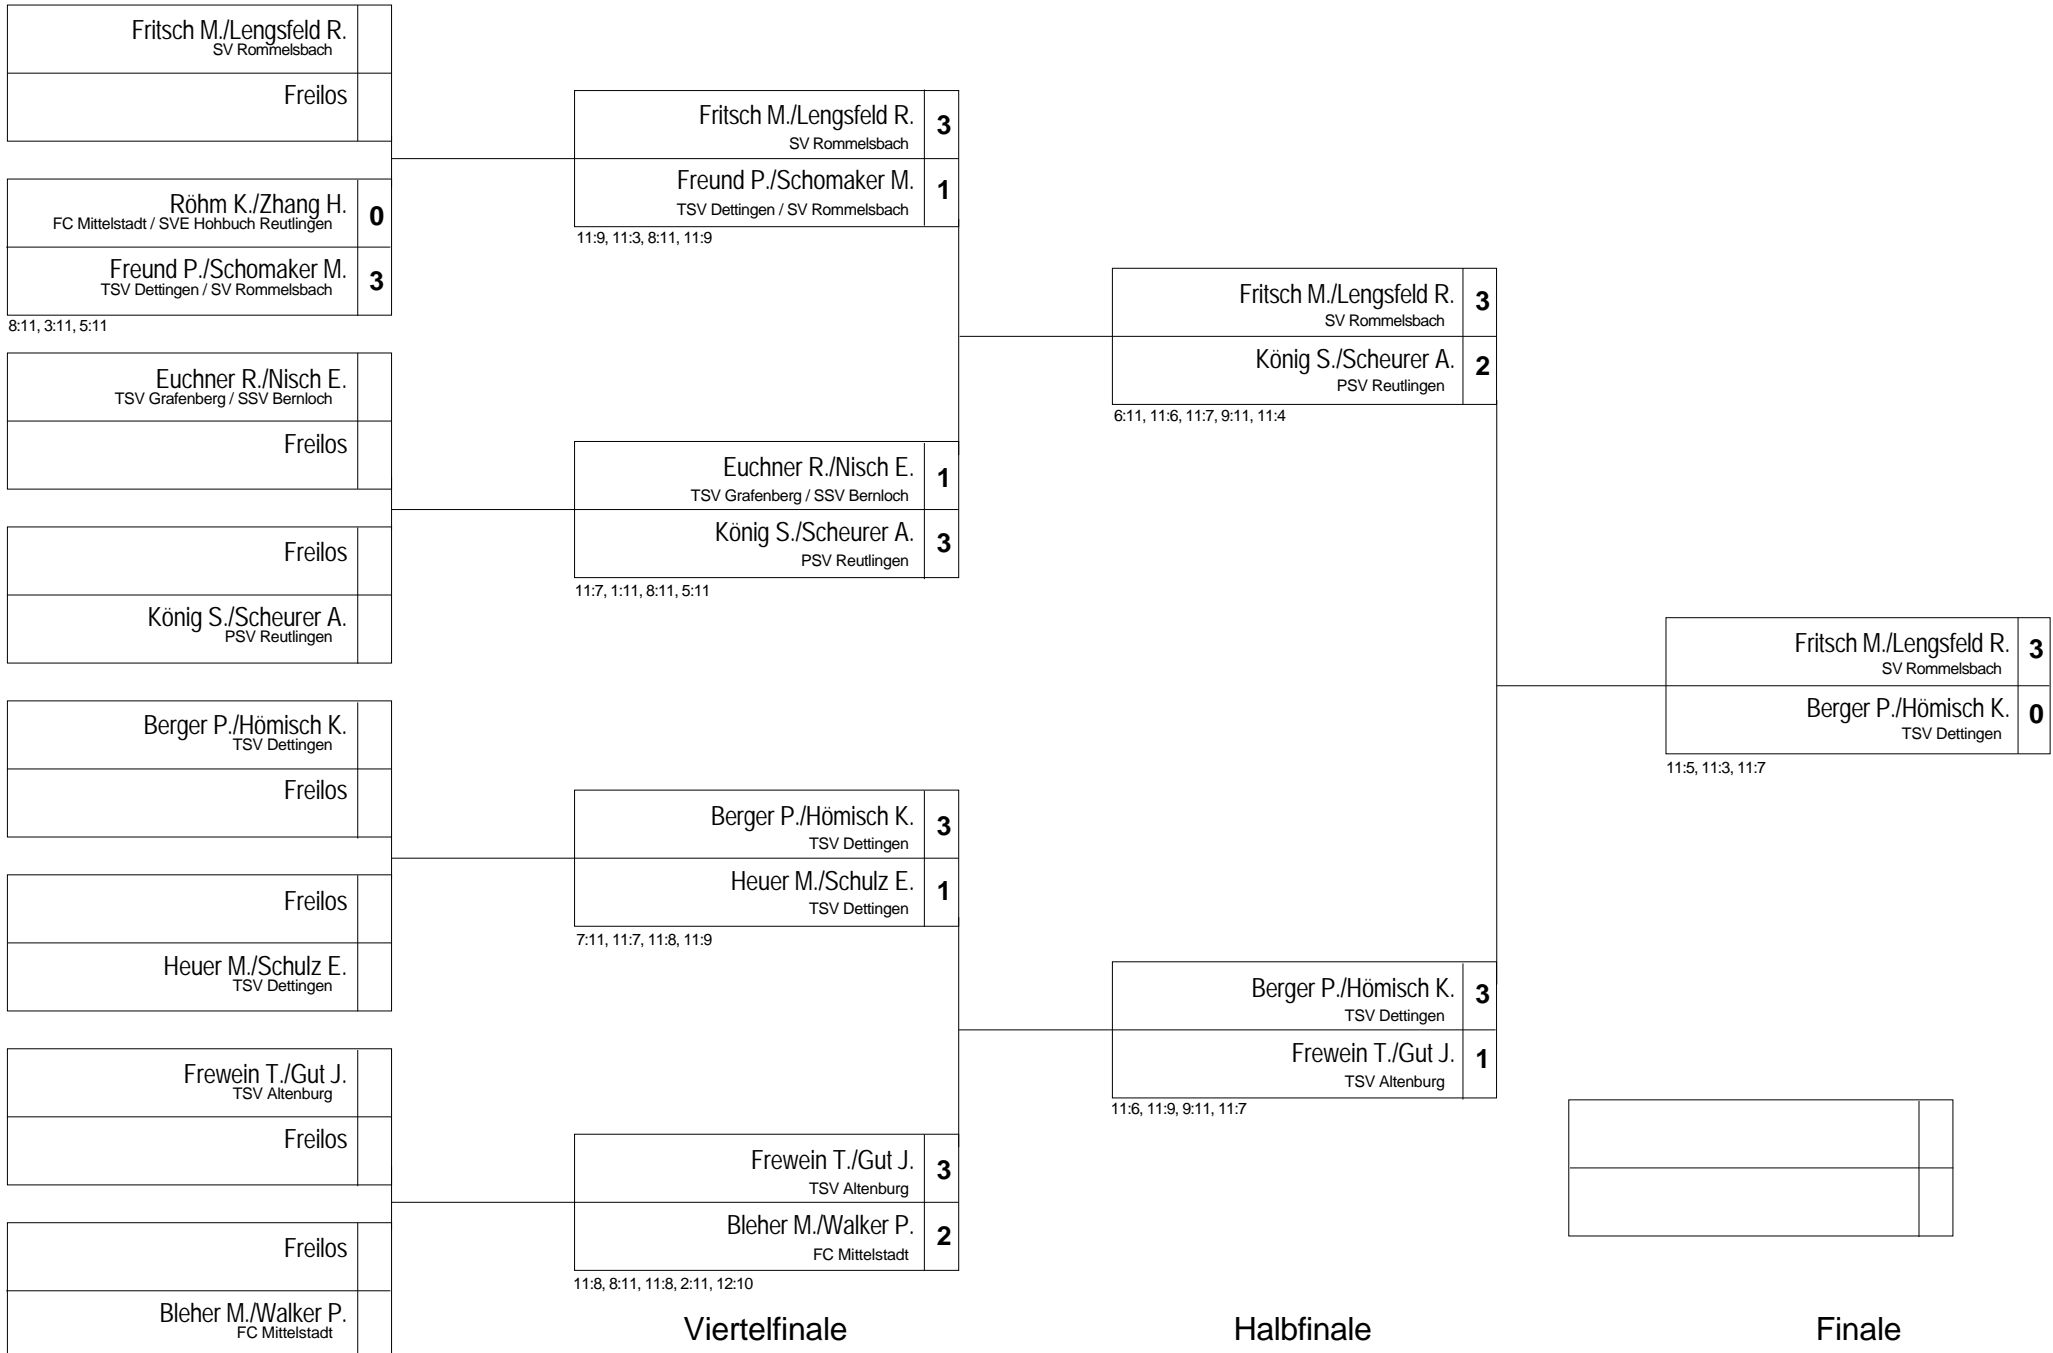 Fritsch M./Lengsfeld R.
SV Rommelsbach
Freilos
Röhm K./Zhang H.
FC Mittelstadt / SVE Hohbuch Reutlingen
0
Freund P./Schomaker M.
TSV Dettingen / SV Rommelsbach
3
8:11, 3:11, 5:11
Euchner R./Nisch E.
TSV Grafenberg / SSV Bernloch
Freilos
Freilos
König S./Scheurer A.
PSV Reutlingen
Berger P./Hömisch K.
TSV Dettingen
Freilos
Freilos
Heuer M./Schulz E.
TSV Dettingen
Frewein T./Gut J.
TSV Altenburg
Freilos
Freilos
Bleher M./Walker P.
FC Mittelstadt
Fritsch M./Lengsfeld R.
SV Rommelsbach
3
Freund P./Schomaker M.
TSV Dettingen / SV Rommelsbach
1
11:9, 11:3, 8:11, 11:9
Euchner R./Nisch E.
TSV Grafenberg / SSV Bernloch
1
König S./Scheurer A.
PSV Reutlingen
3
11:7, 1:11, 8:11, 5:11
Berger P./Hömisch K.
TSV Dettingen
3
Heuer M./Schulz E.
TSV Dettingen
1
7:11, 11:7, 11:8, 11:9
Frewein T./Gut J.
TSV Altenburg
3
Bleher M./Walker P.
FC Mittelstadt
2
11:8, 8:11, 11:8, 2:11, 12:10
Viertelfinale
Fritsch M./Lengsfeld R.
SV Rommelsbach
3
König S./Scheurer A.
PSV Reutlingen
2
6:11, 11:6, 11:7, 9:11, 11:4
Berger P./Hömisch K.
TSV Dettingen
3
Frewein T./Gut J.
TSV Altenburg
1
11:6, 11:9, 9:11, 11:7
Halbfinale
Fritsch M./Lengsfeld R.
SV Rommelsbach
3
Berger P./Hömisch K.
TSV Dettingen
0
11:5, 11:3, 11:7
Finale